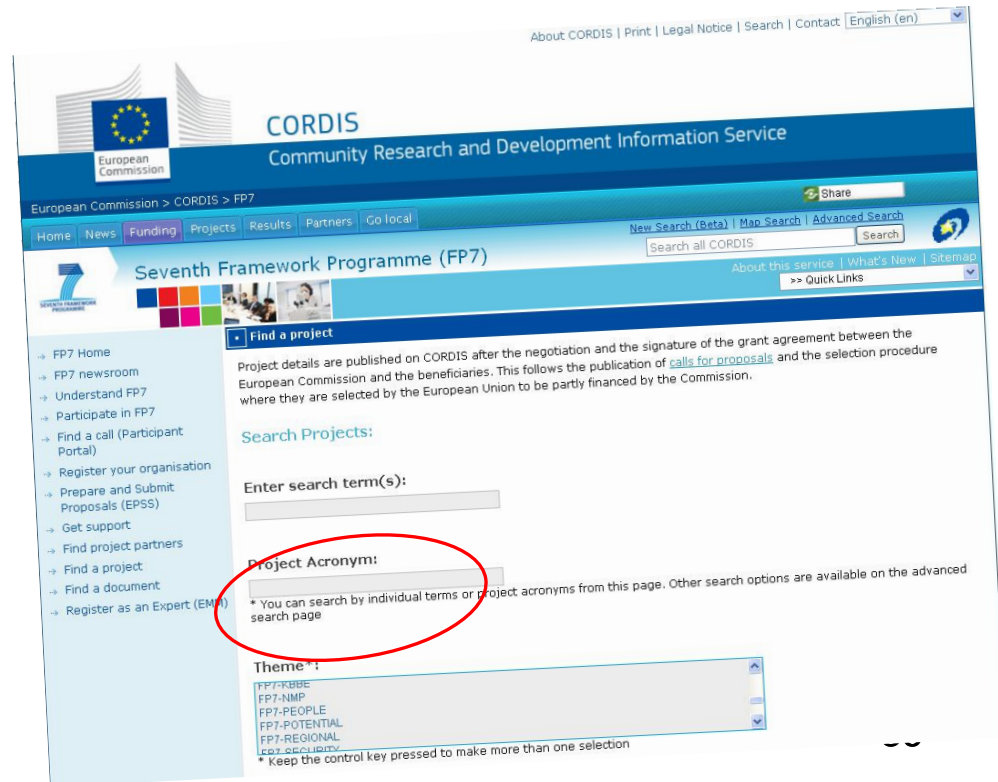 About CORDIS | Print | Legal Notice | Search | Contact English (en)
CORDIS
Community Research and Development Information Service
European
Commission
European Commission > CORDIS > FP7
Share
Home News Funding Projects Results Partners Go local
New Search (Beta) | Map Search | Advanced Search
Search all CORDIS Search
7 Seventh Framework Programme (FP7)
SEVENTH FRAMEWORK
PROGRAMME
About this service | What's New | Sitemap
>> Quick Links
Find a project
→ FP7 Home
→ FP7 newsroom
→ Understand FP7
→ Participate in FP7
→ Find a call (Participant
Portal)
→ Register your organisation
→ Prepare and Submit
Proposals (EPSS)
→ Get support
→ Find project partners
→ Find a project
→ Find a document
→ Register as an Expert (EMM)
Project details are published on CORDIS after the negotiation and the signature of the grant agreement between the
European Commission and the beneficiaries. This follows the publication of calls for proposals and the selection procedure
where they are selected by the European Union to be partly financed by the Commission.
Search Projects:
Enter search term(s):
Project Acronym:
* You can search by individual terms or project acronyms from this page. Other search options are available on the advanced
search page
Theme*:
FP7-KBBE
FP7-NMP
FP7-PEOPLE
FP7-POTENTIAL
FP7-REGIONAL
FP7-SECURITY
* Keep the control key pressed to make more than one selection